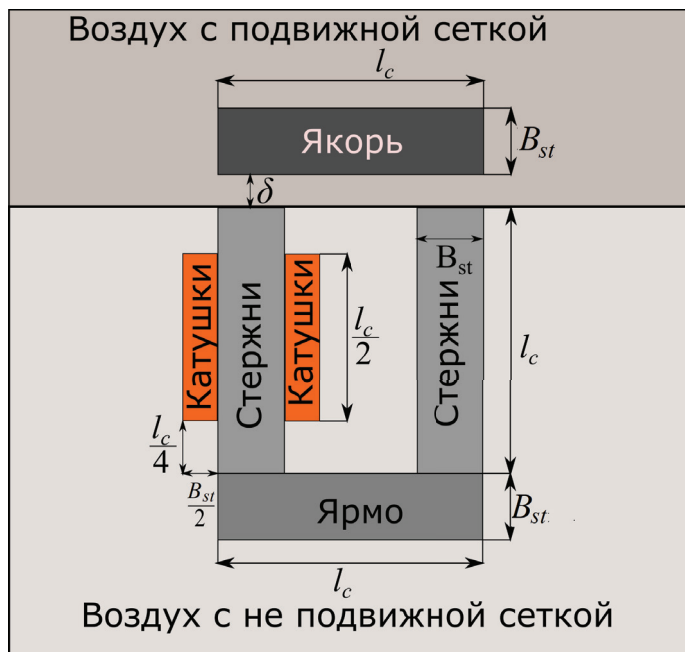 Воздух с подвижной сеткой
l_c
Якорь
B_st
δ
B_st
Катушки
Стержни
Катушки
l_c/2
Стержни
l_c
l_c/4
B_st/2
Ярмо
B_st
l_c
Воздух с не подвижной сеткой